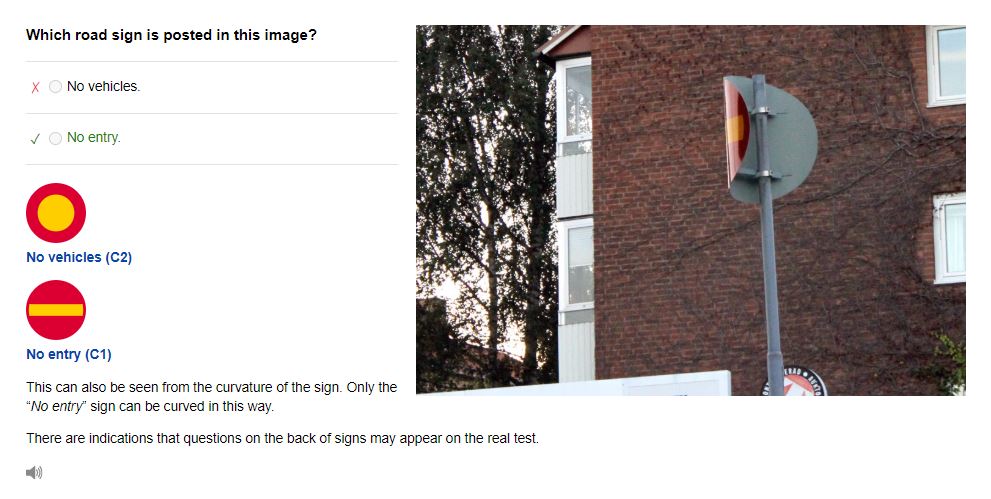 Which road sign is posted in this image?
No vehicles.
No entry.
No vehicles (C2)
No entry (C1)
This can also be seen from the curvature of the sign. Only the
“No entry” sign can be curved in this way.
There are indications that questions on the back of signs may appear on the real test.